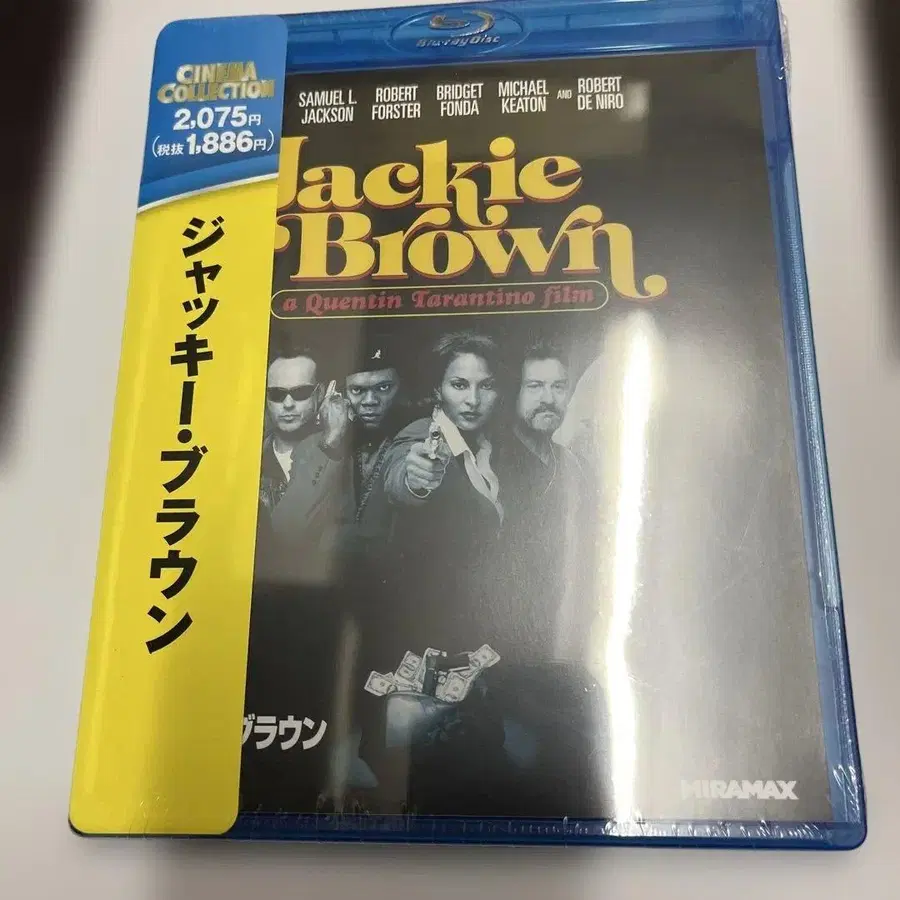 Blu-ray Disc
CINEMA
COLLECTION
2,075円
(税抜1,886円)
ジャッキー・ブラウン
SAMUEL L. JACKSON
ROBERT FORSTER
BRIDGET FONDA
MICHAEL KEATON
AND
ROBERT DE NIRO
Jackie
Brown
a Quentin Tarantino film
ブラウン
MIRAMAX